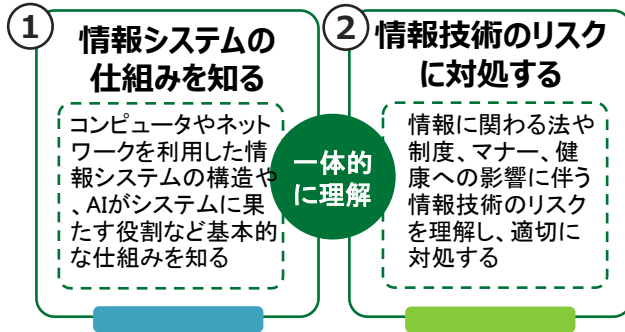 ①
情報システムの
仕組みを知る
コンピュータやネット
ワークを利用した情
報システムの構造や
、AIがシステムに果
たす役割など基本的
な仕組みを知る
一体的
に理解
②
情報技術のリスク
に対処する
情報に関わる法や
制度、マナー、健
康への影響に伴う
情報技術のリスク
を理解し、適切に
対処する